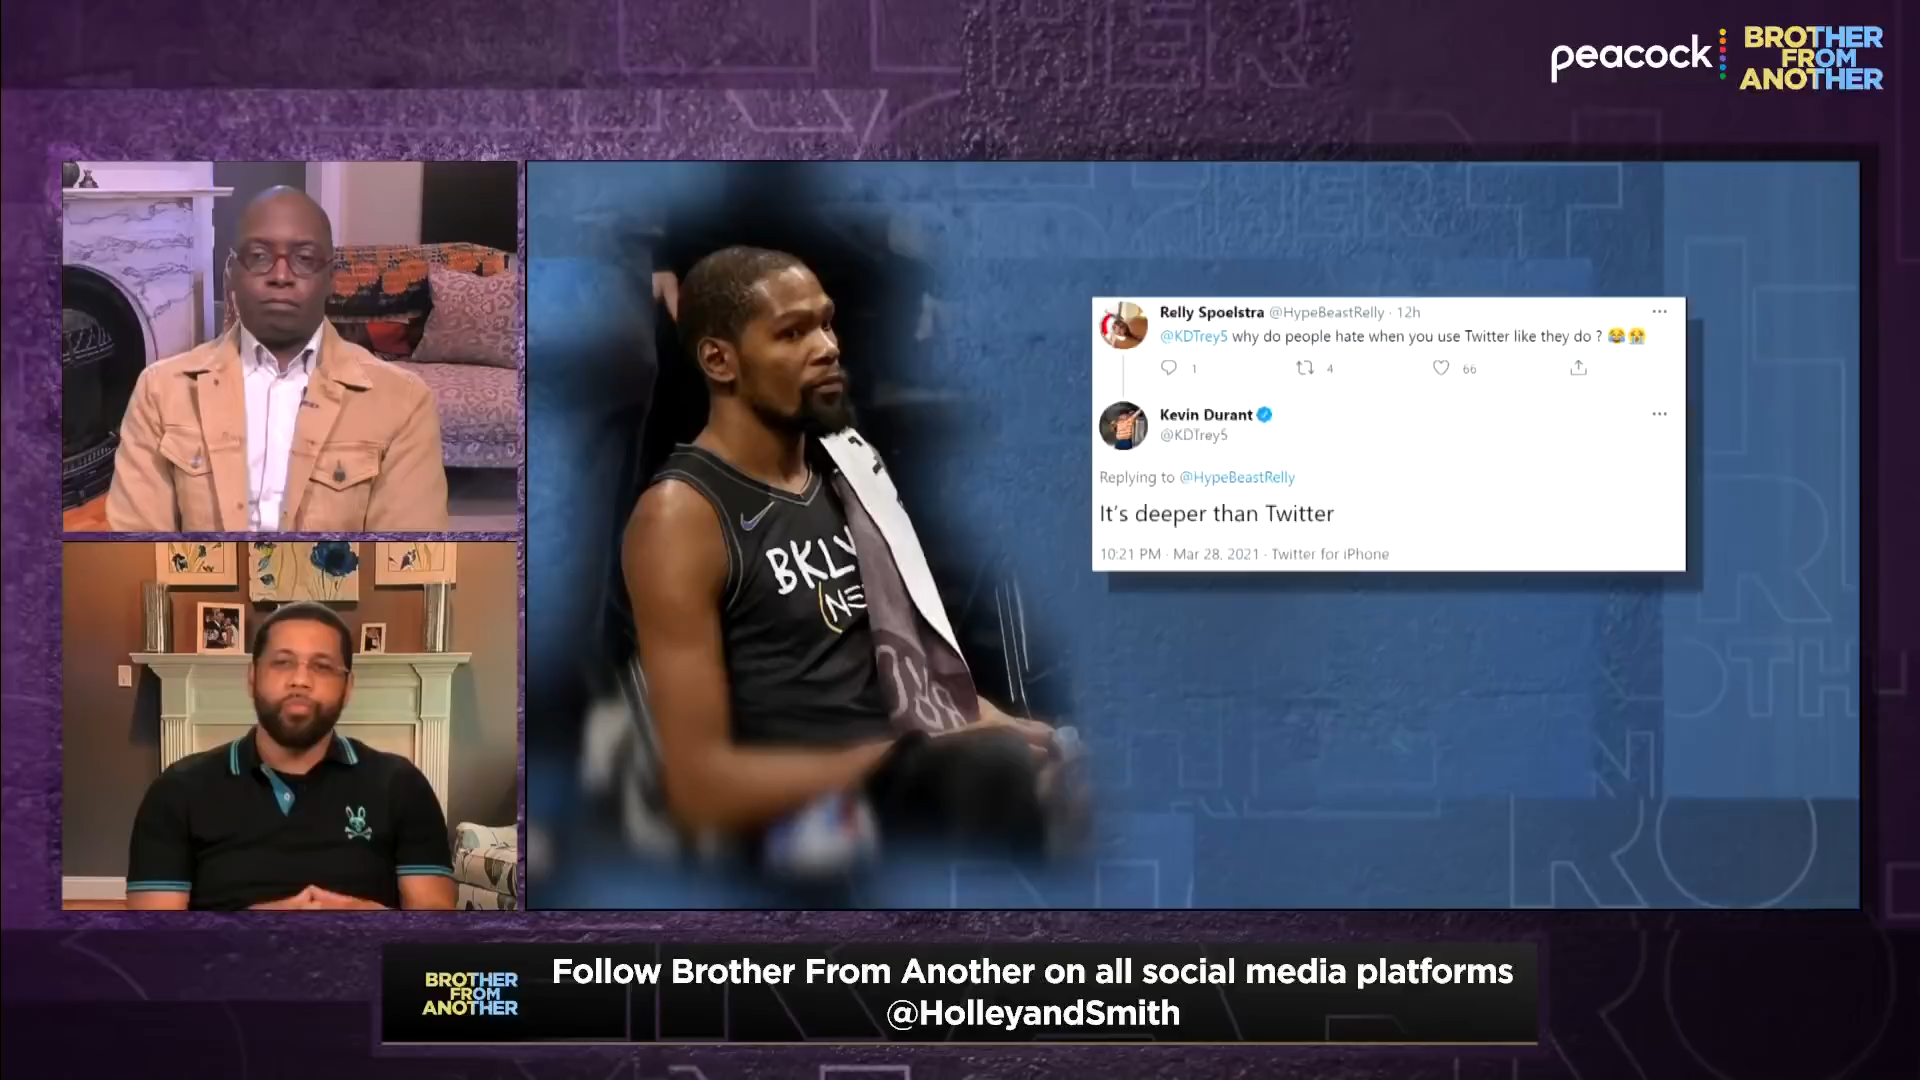 peacock
BROTHER
FROM
ANOTHER
Relly Spoelstra @HypeBeastRelly · 12h
@KDTrey5 why do people hate when you use Twitter like they do ? 😂😭
1 4 66
Kevin Durant
@KDTrey5
Replying to @HypeBeastRelly
It's deeper than Twitter
10:21 PM · Mar 28, 2021 · Twitter for iPhone
BKLY
(NE
BROTHER
FROM
ANOTHER
Follow Brother From Another on all social media platforms
@HolleyandSmith